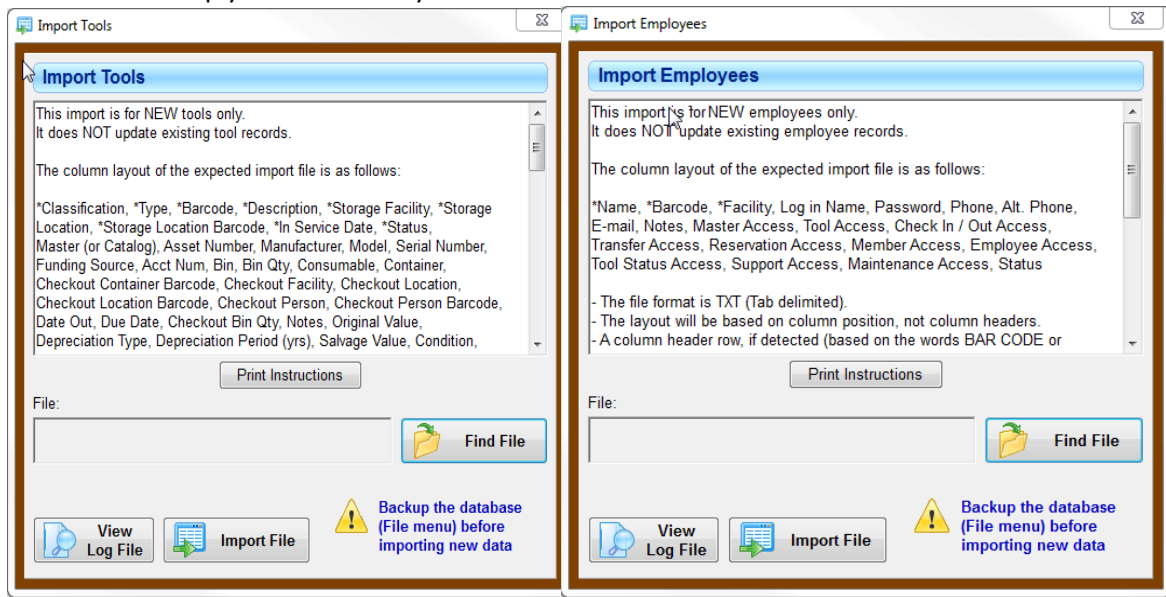 Import Tools
Import Tools
This import is for NEW tools only.
It does NOT update existing tool records.
The column layout of the expected import file is as follows:
*Classification, *Type, *Barcode, *Description, *Storage Facility, *Storage
Location, *Storage Location Barcode, *In Service Date, *Status,
Master (or Catalog), Asset Number, Manufacturer, Model, Serial Number,
Funding Source, Acct Num, Bin, Bin Qty, Consumable, Container,
Checkout Container Barcode, Checkout Facility, Checkout Location,
Checkout Location Barcode, Checkout Person, Checkout Person Barcode,
Date Out, Due Date, Checkout Bin Qty, Notes, Original Value,
Depreciation Type, Depreciation Period (yrs), Salvage Value, Condition,
Print Instructions
File:
Find File
View
Log File
Import File
Backup the database
(File menu) before
importing new data
Import Employees
Import Employees
This import is for NEW employees only.
It does NOT update existing employee records.
The column layout of the expected import file is as follows:
*Name, *Barcode, *Facility, Log in Name, Password, Phone, Alt. Phone,
E-mail, Notes, Master Access, Tool Access, Check In / Out Access,
Transfer Access, Reservation Access, Member Access, Employee Access,
Tool Status Access, Support Access, Maintenance Access, Status
- The file format is TXT (Tab delimited).
- The layout will be based on column position, not column headers.
- A column header row, if detected (based on the words BAR CODE or
Print Instructions
File:
Find File
View
Log File
Import File
Backup the database
(File menu) before
importing new data